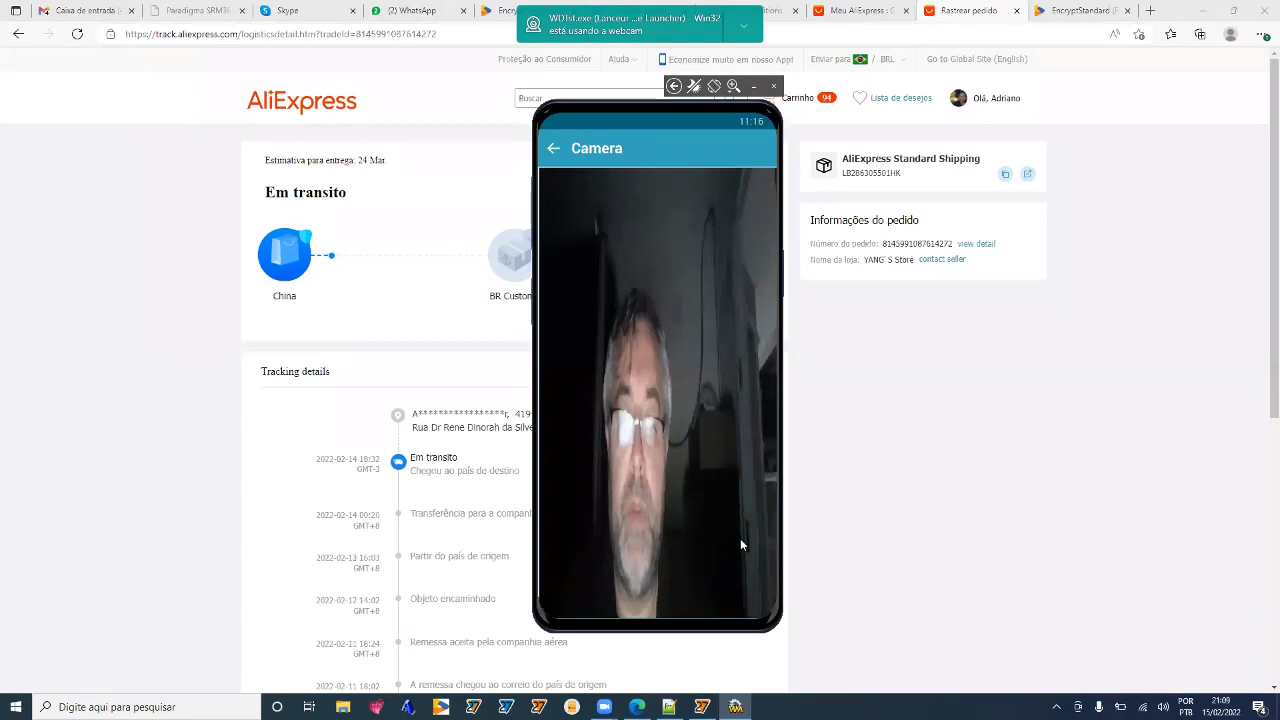 Caixa de entrada
Paradigma SRM3
Skype
(2) WhatsApp
Meu AliExpress
Rastrear pedido
EncrypStandard
https://track.aliexpress.com/logisticsdetail.html?tradeId=8145991087614272
WD1st.exe (Lanceur ...e Launcher) - Win32
está usando a webcam
Proteção ao Consumidor
Ajuda
Economize muito em nosso App!
Enviar para
/ BRL
Go to Global Site (English)
AliExpress
Buscar
Carrinho 94
Lista de desejos
Olá, Adriano
11:16
Camera
Estimativa para entrega: 24 Mar.
Em transito
China
BR Custom
AliExpress Standard Shipping
LB286305501HK
Informações do pedido
Número do pedido: 8145991087614272 view detail
Nome da loja: YANG' S Store contact seller
Tracking details
Rua Dr Rene Dinorah da Silve
2022-02-14 18:32
GMT-3
Em transito
Chegou ao país de destino
2022-02-14 00:20
GMT+8
Transferência para a companh
2022-02-13 16:03
GMT+8
Partir do país de origem
2022-02-12 14:02
GMT+8
Objeto encaminhado
2022-02-11 18:24
GMT+8
Remessa aceita pela companhia aérea
2022-02-11 18:02
A remessa chegou ao correio do país de origem
Digite aqui para pesquisar
POR
PTB
21:09
15/02/2022
4